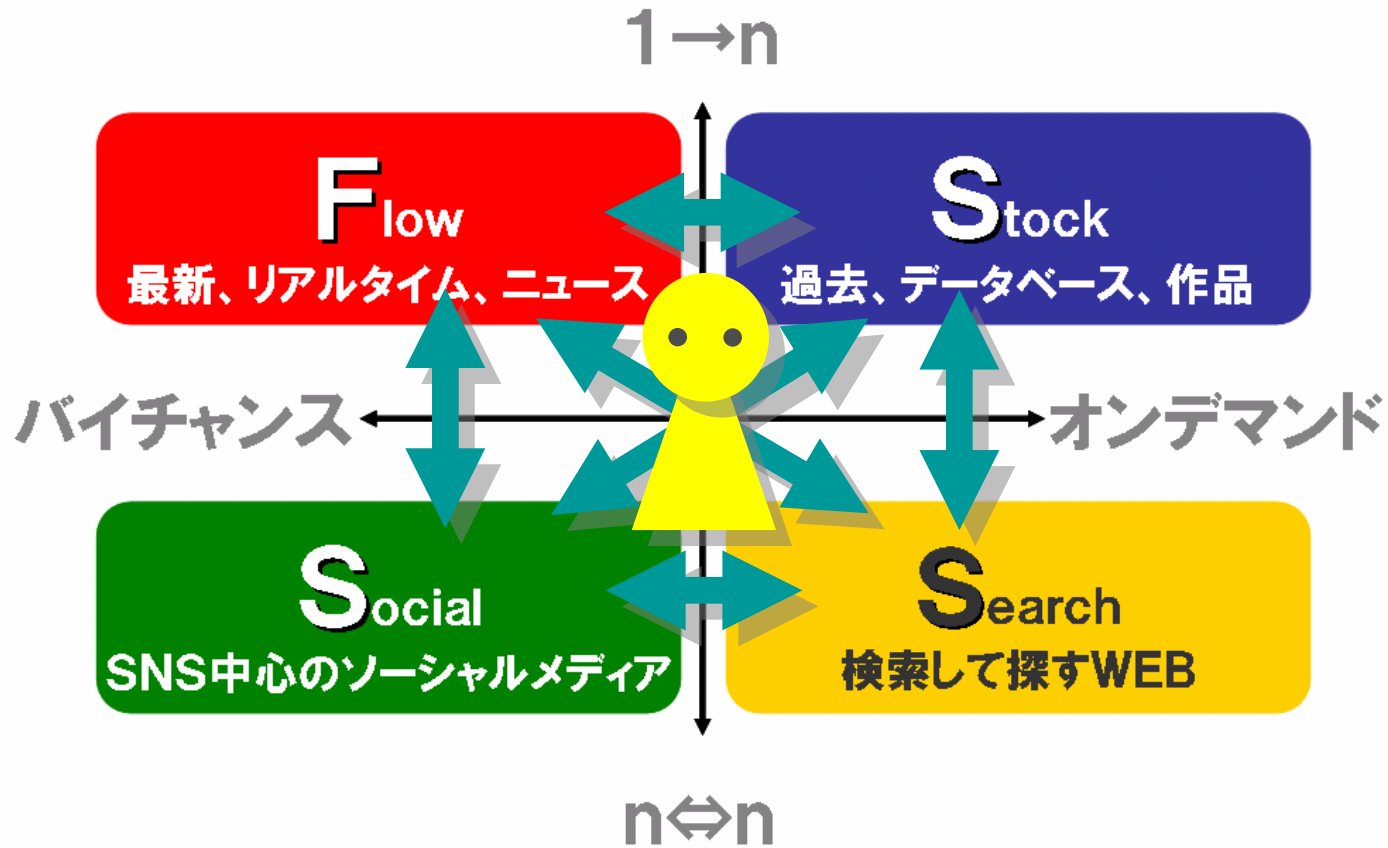 1→n
Flow
最新、リアルタイム、ニュース
Stock
過去、データベース、作品
バイチャンス
オンデマンド
Social
SNS中心のソーシャルメディア
Search
検索して探すWEB
n⇔n